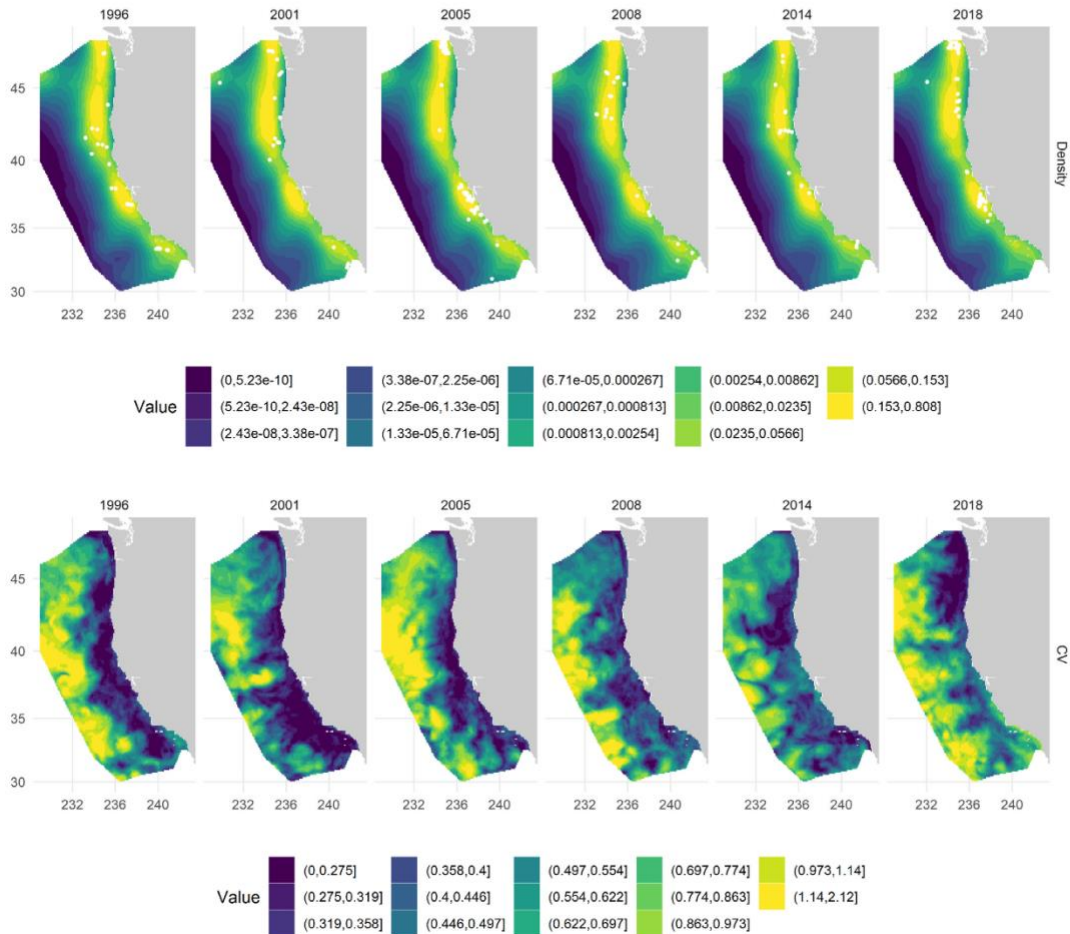 1996 2001 2005 2008 2014 2018
45
40
35
30
Density
232 236 240 232 236 240 232 236 240 232 236 240 232 236 240 232 236 240
(0,5.23e-10] (3.38e-07,2.25e-06] (6.71e-05,0.000267] (0.00254,0.00862] (0.0566,0.153]
Value (5.23e-10,2.43e-08] (2.25e-06,1.33e-05] (0.000267,0.000813] (0.00862,0.0235] (0.153,0.808]
(2.43e-08,3.38e-07] (1.33e-05,6.71e-05] (0.000813,0.00254] (0.0235,0.0566]
1996 2001 2005 2008 2014 2018
45
40
35
30
CV
232 236 240 232 236 240 232 236 240 232 236 240 232 236 240 232 236 240
(0,0.275] (0.358,0.4] (0.497,0.554] (0.697,0.774] (0.973,1.14]
Value (0.275,0.319] (0.4,0.446] (0.554,0.622] (0.774,0.863] (1.14,2.12]
(0.319,0.358] (0.446,0.497] (0.622,0.697] (0.863,0.973]